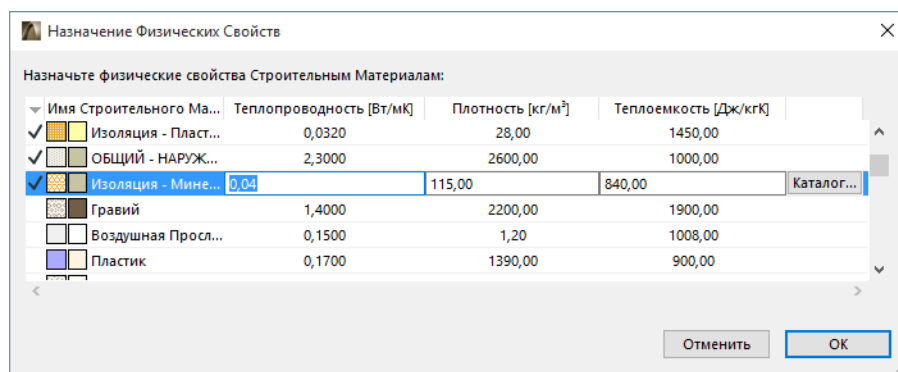 Назначение Физических Свойств
Назначьте физические свойства Строительным Материалам:
Имя Строительного Ма... Теплопроводность [Вт/мК] Плотность [кг/м³] Теплоемкость [Дж/кгК]
Изоляция - Пласт... 0,0320 28,00 1450,00
ОБЩИЙ - НАРУЖ... 2,3000 2600,00 1000,00
Изоляция - Мине... 0,04 115,00 840,00 Каталог...
Гравий 1,4000 2200,00 1900,00
Воздушная Просл... 0,1500 1,20 1008,00
Пластик 0,1700 1390,00 900,00
Отменить OK